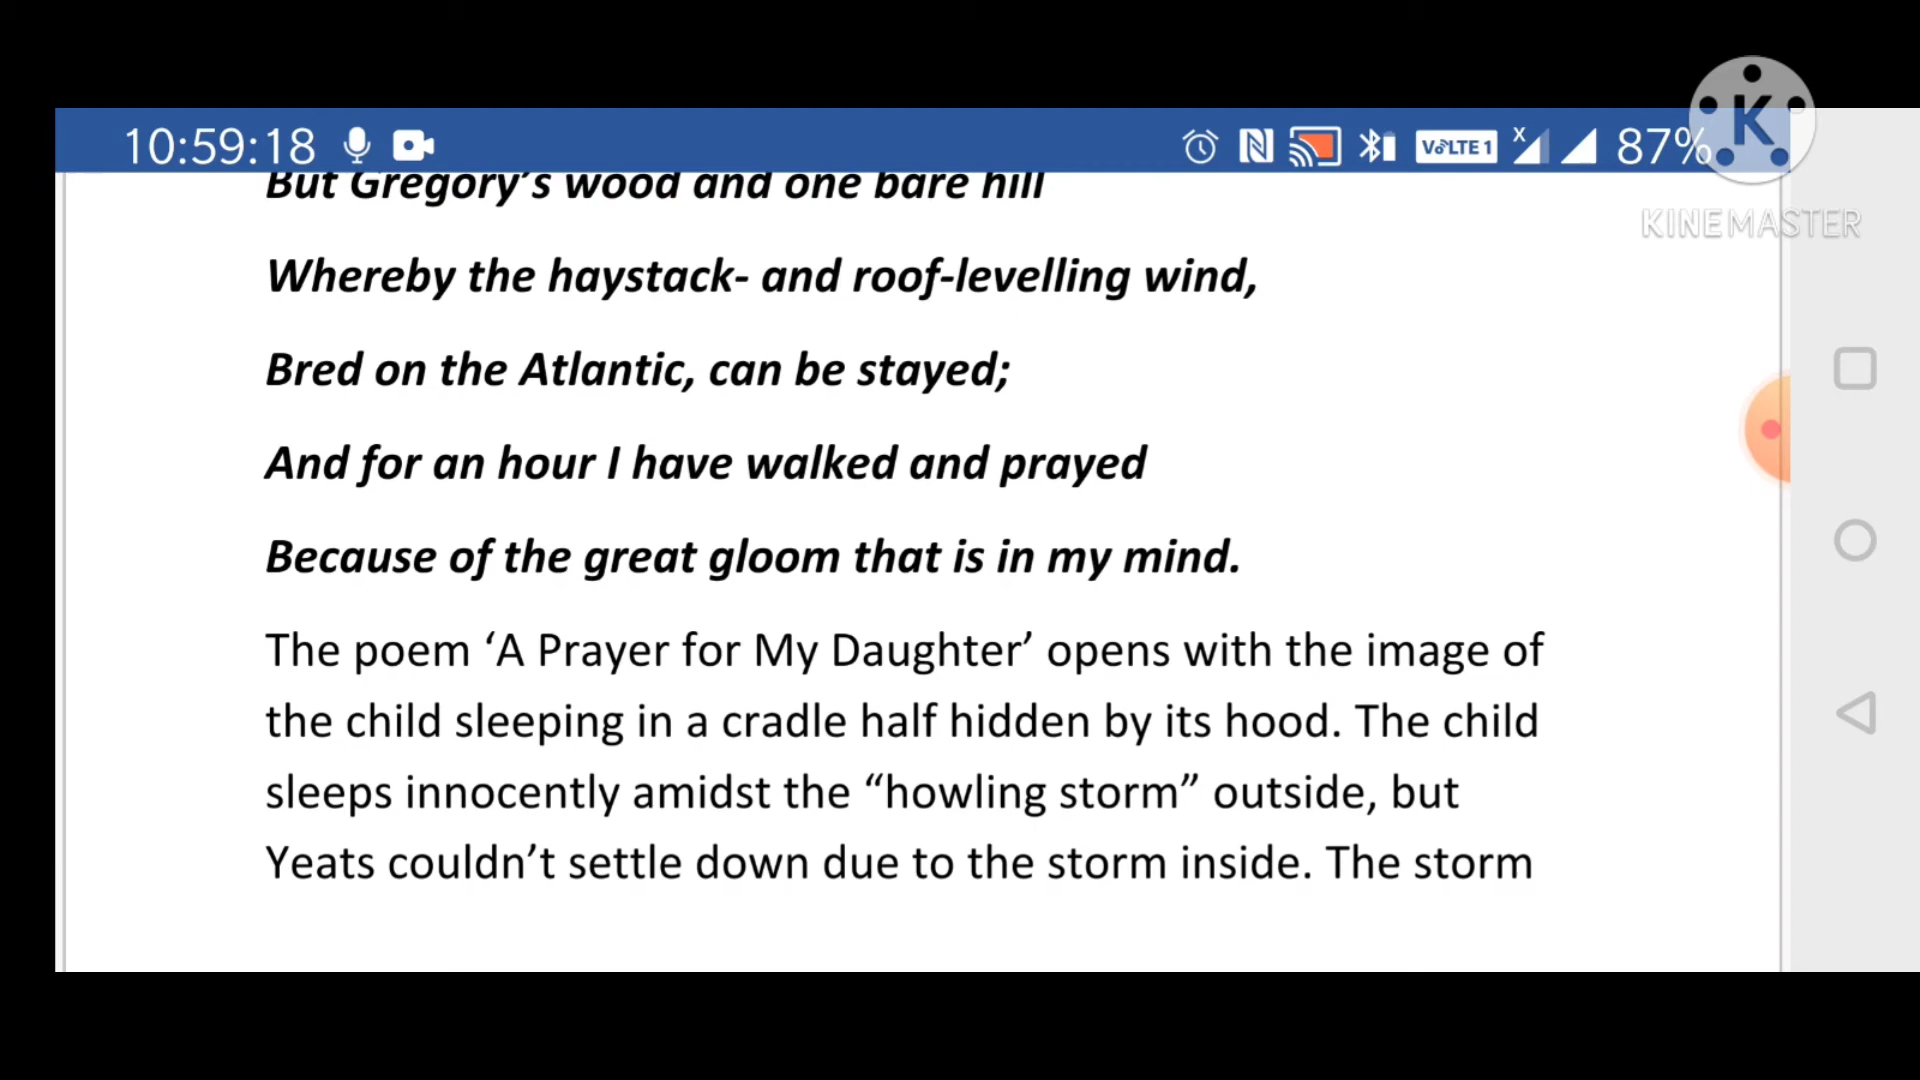 10:59:18 VoLTE 1 x 87%
K
KINEMASTER
But Gregory’s wood and one bare hill
Whereby the haystack- and roof-levelling wind,
Bred on the Atlantic, can be stayed;
And for an hour I have walked and prayed
Because of the great gloom that is in my mind.
The poem ‘A Prayer for My Daughter’ opens with the image of
the child sleeping in a cradle half hidden by its hood. The child
sleeps innocently amidst the “howling storm” outside, but
Yeats couldn’t settle down due to the storm inside. The storm